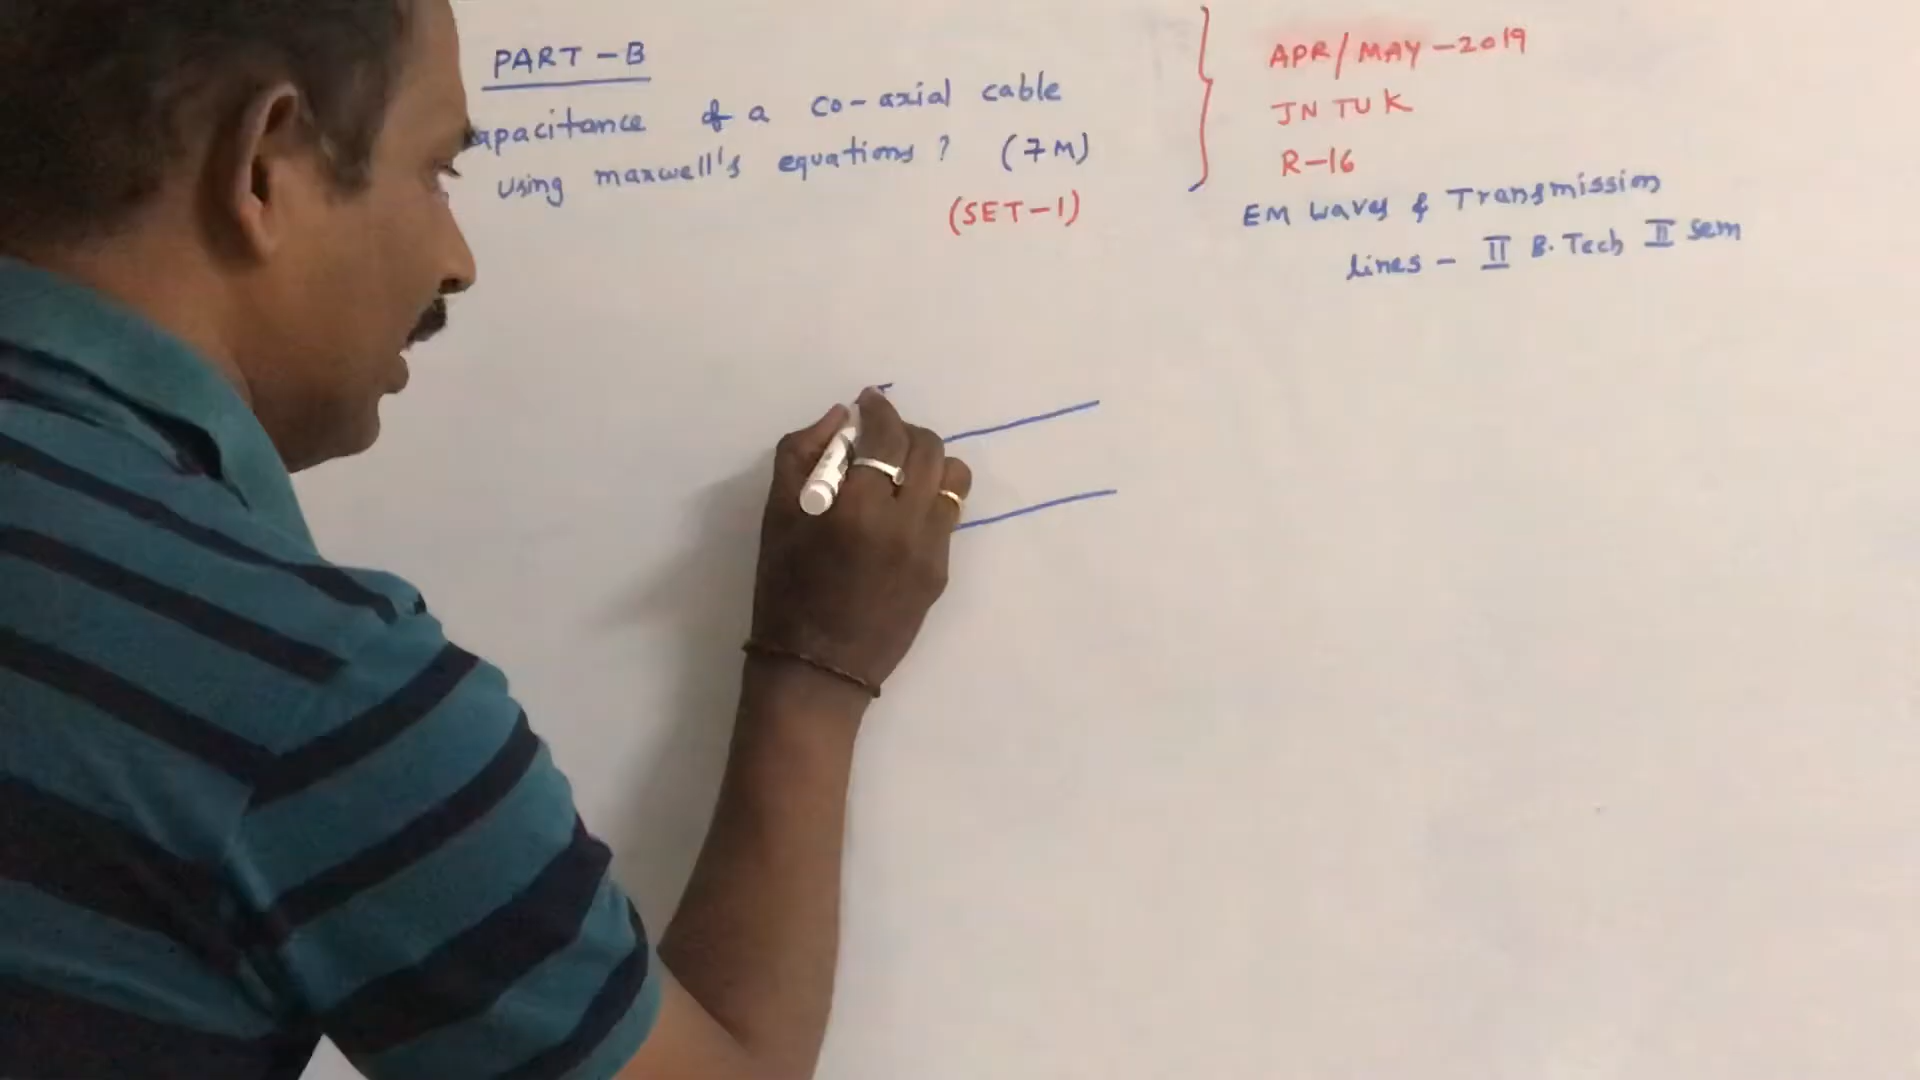 PART-B
apacitance of a co-axial cable
using maxwell's equations? (7M)
(SET-1)
APR/MAY-2019
JNTUK
R-16
EM waves & Transmission
lines - II B.Tech II sem